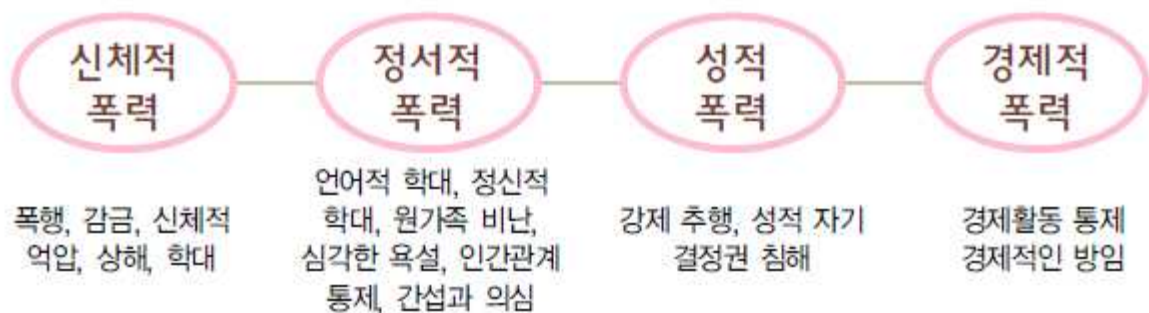 신체적
폭력
정서적
폭력
성적
폭력
경제적
폭력
폭행, 감금, 신체적
억압, 상해, 학대
언어적 학대, 정신적
학대, 원가족 비난,
심각한 욕설, 인간관계
통제, 간섭과 의심
강제 추행, 성적 자기
결정권 침해
경제활동 통제
경제적인 방임